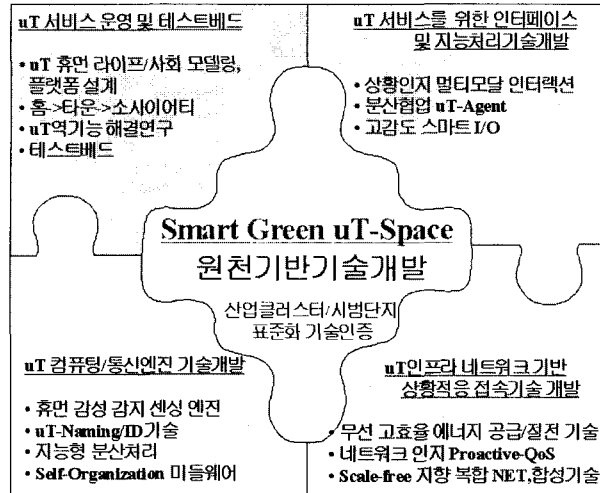 uT 서비스 운영 및 테스트베드
• uT 휴먼 라이프/사회 모델링,
플랫폼 설계
• 홈->타운->소사이어티
• uT역기능 해결연구
• 테스트베드
uT 서비스를 위한 인터페이스
및 지능처리기술개발
• 상황인지 멀티모달 인터랙션
• 분산협업 uT-Agent
• 고감도 스마트 I/O
Smart Green uT-Space
원천기반기술개발
산업클러스터/시범단지
표준화 기술인증
uT 컴퓨팅/통신엔진 기술개발
• 휴먼 감성 감지 센싱 엔진
• uT-Naming/ID기술
• 지능형 분산처리
• Self-Organization 미들웨어
uT인프라 네트워크 기반
상황적응 접속기술 개발
• 무선 고효율 에너지 공급/절전 기술
• 네트워크 인지 Proactive-QoS
• Scale-free 지향 복합 NET,합성기술